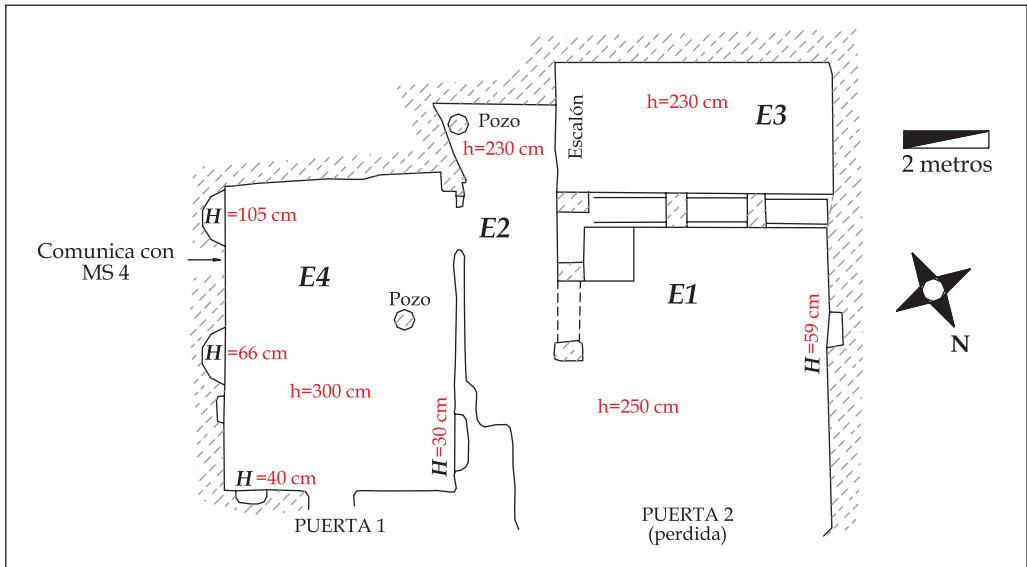 Pozo
h=230 cm
Escalón
h=230 cm
E3
2 metros
H =105 cm
E2
Comunica con
MS 4
E4
Pozo
E1
H =59 cm
N
H =66 cm
h=300 cm
h=250 cm
H =30 cm
H =40 cm
PUERTA 1
PUERTA 2
(perdida)